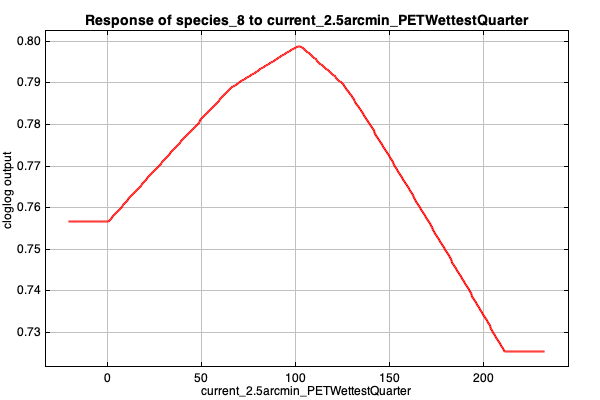 Response of species_8 to current_2.5arcmin_PETWettestQuarter
0.80
0.79
0.78
0.77
0.76
0.75
0.74
0.73
cloglog output
0 50 100 150 200
current_2.5arcmin_PETWettestQuarter